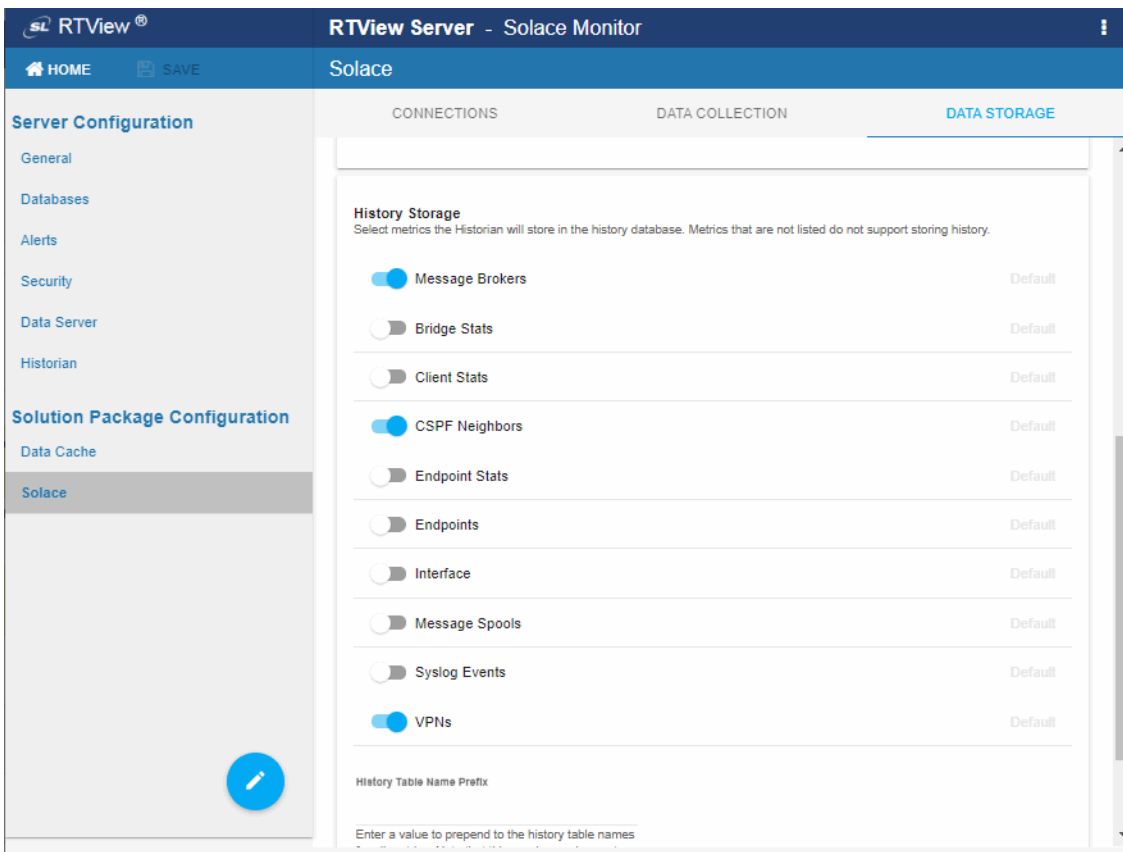 SL RTView ®
RTView Server - Solace Monitor
HOME
SAVE
Solace
Server Configuration
General
Databases
Alerts
Security
Data Server
Historian
Solution Package Configuration
Data Cache
Solace
CONNECTIONS
DATA COLLECTION
DATA STORAGE
History Storage
Select metrics the Historian will store in the history database. Metrics that are not listed do not support storing history.
Message Brokers Default
Bridge Stats Default
Client Stats Default
CSPF Neighbors Default
Endpoint Stats Default
Endpoints Default
Interface Default
Message Spools Default
Syslog Events Default
VPNs Default
History Table Name Prefix
Enter a value to prepend to the history table names